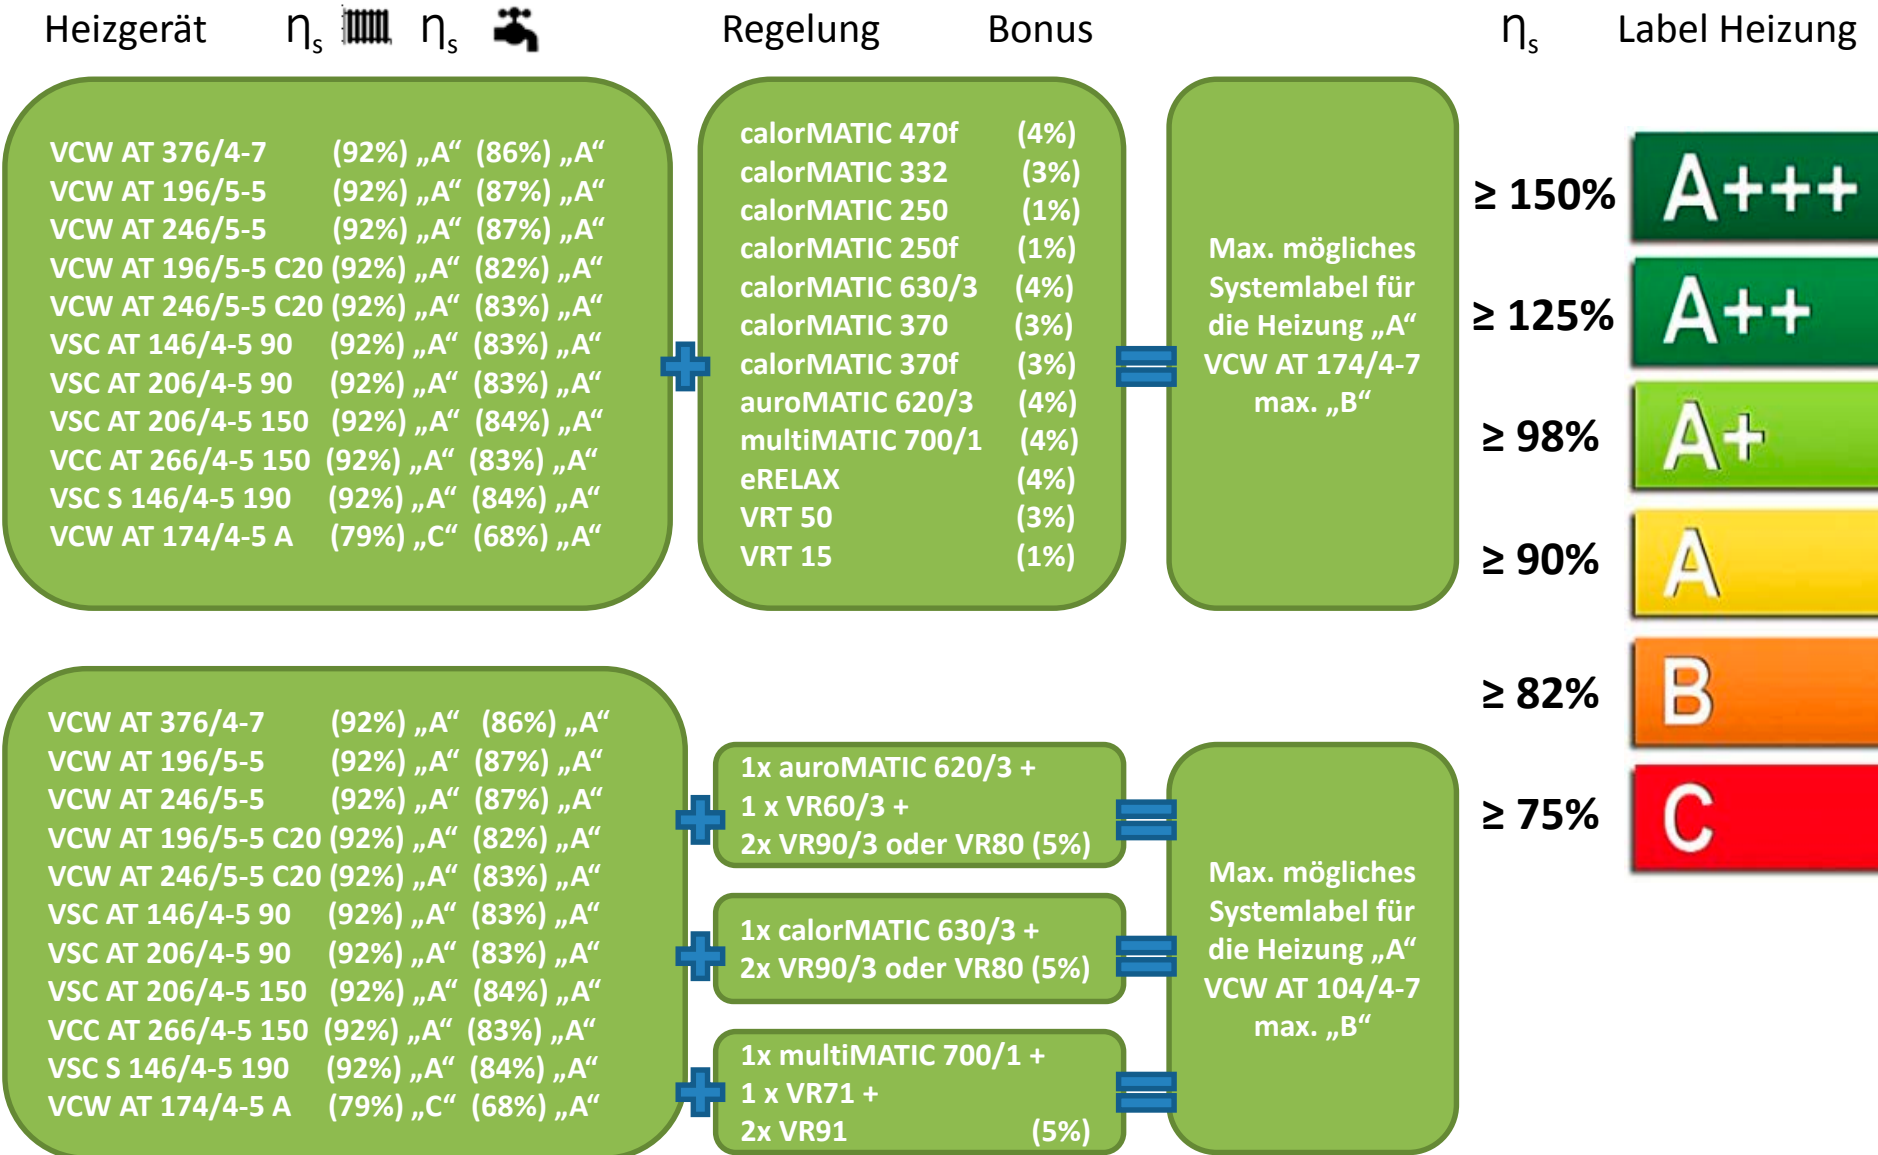 Heizgerät ηs ηs Regelung Bonus ηs Label Heizung
VCW AT 376/4-7 (92%) „A“ (86%) „A“
VCW AT 196/5-5 (92%) „A“ (87%) „A“
VCW AT 246/5-5 (92%) „A“ (87%) „A“
VCW AT 196/5-5 C20 (92%) „A“ (82%) „A“
VCW AT 246/5-5 C20 (92%) „A“ (83%) „A“
VSC AT 146/4-5 90 (92%) „A“ (83%) „A“
VSC AT 206/4-5 90 (92%) „A“ (83%) „A“
VSC AT 206/4-5 150 (92%) „A“ (84%) „A“
VCC AT 266/4-5 150 (92%) „A“ (83%) „A“
VSC S 146/4-5 190 (92%) „A“ (84%) „A“
VCW AT 174/4-5 A (79%) „C“ (68%) „A“
calorMATIC 470f (4%)
calorMATIC 332 (3%)
calorMATIC 250 (1%)
calorMATIC 250f (1%)
calorMATIC 630/3 (4%)
calorMATIC 370 (3%)
calorMATIC 370f (3%)
auroMATIC 620/3 (4%)
multiMATIC 700/1 (4%)
eRELAX (4%)
VRT 50 (3%)
VRT 15 (1%)
Max. mögliches
Systemlabel für
die Heizung „A“
VCW AT 174/4-7
max. „B“
≥ 150% A+++
≥ 125% A++
≥ 98% A+
≥ 90% A
≥ 82% B
≥ 75% C
VCW AT 376/4-7 (92%) „A“ (86%) „A“
VCW AT 196/5-5 (92%) „A“ (87%) „A“
VCW AT 246/5-5 (92%) „A“ (87%) „A“
VCW AT 196/5-5 C20 (92%) „A“ (82%) „A“
VCW AT 246/5-5 C20 (92%) „A“ (83%) „A“
VSC AT 146/4-5 90 (92%) „A“ (83%) „A“
VSC AT 206/4-5 90 (92%) „A“ (83%) „A“
VSC AT 206/4-5 150 (92%) „A“ (84%) „A“
VCC AT 266/4-5 150 (92%) „A“ (83%) „A“
VSC S 146/4-5 190 (92%) „A“ (84%) „A“
VCW AT 174/4-5 A (79%) „C“ (68%) „A“
1x auroMATIC 620/3 +
1 x VR60/3 +
2x VR90/3 oder VR80 (5%)
1x calorMATIC 630/3 +
2x VR90/3 oder VR80 (5%)
1x multiMATIC 700/1 +
1 x VR71 +
2x VR91 (5%)
Max. mögliches
Systemlabel für
die Heizung „A“
VCW AT 104/4-7
max. „B“